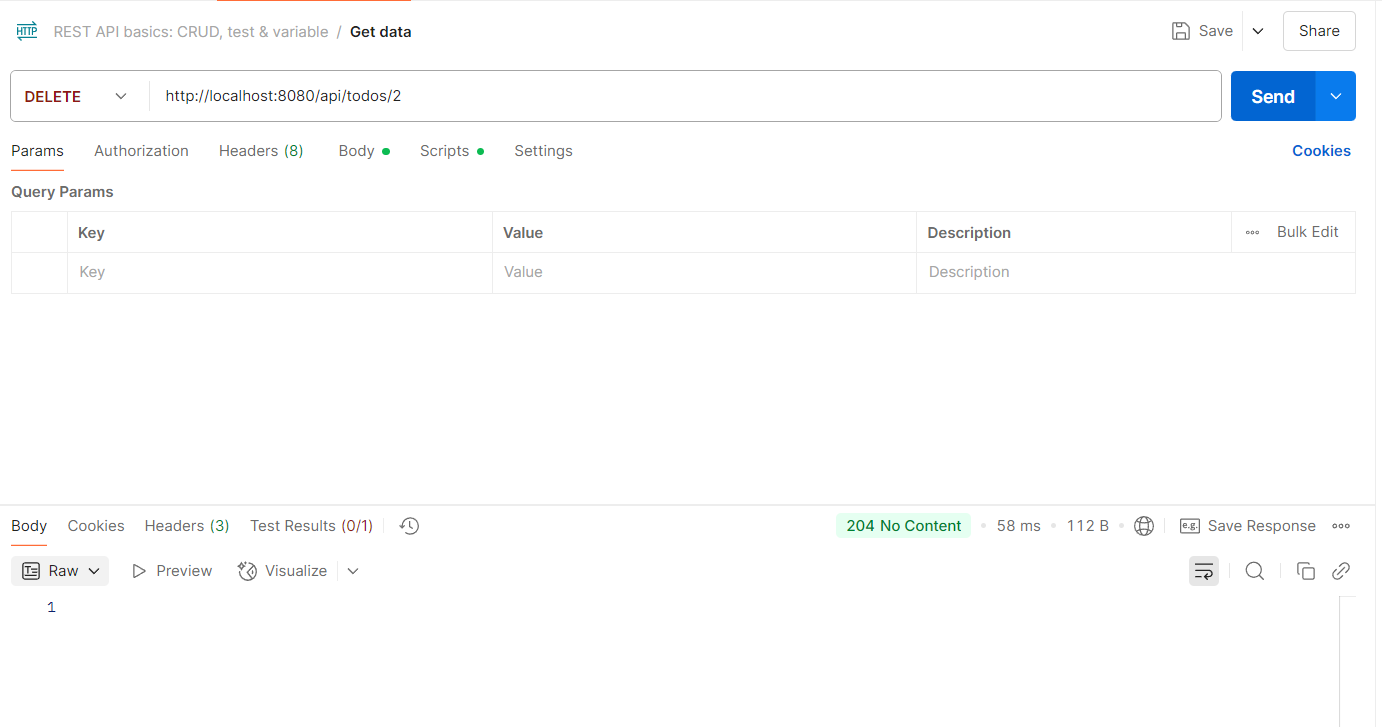 HTTP REST API basics: CRUD, test & variable / Get data Save Share
DELETE http://localhost:8080/api/todos/2 Send
Params Authorization Headers (8) Body Scripts Settings Cookies
Query Params
Key Value Description Bulk Edit
Key Value Description
Body Cookies Headers (3) Test Results (0/1) 204 No Content 58 ms 112 B e.g. Save Response
Raw Preview Visualize
1